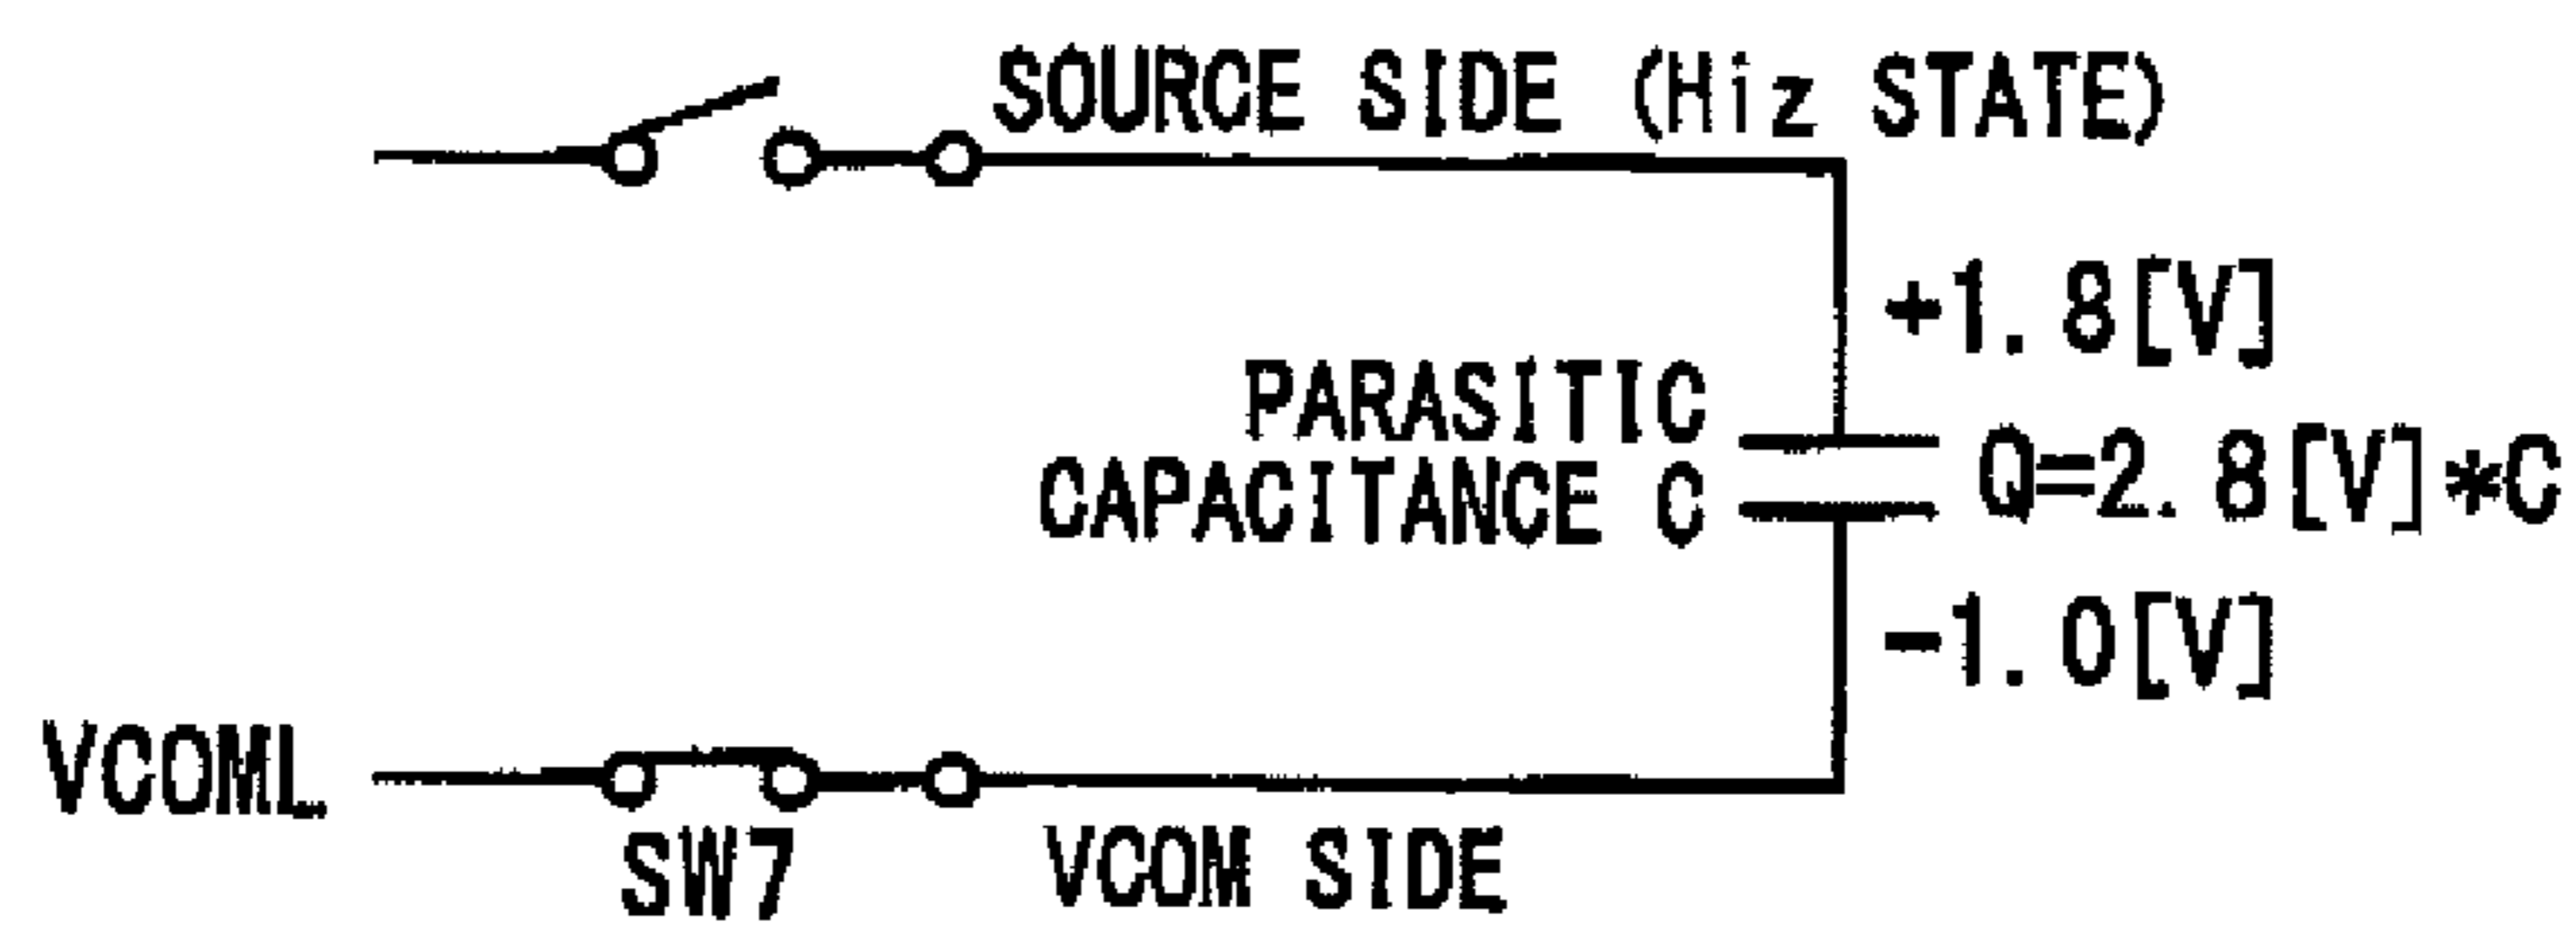 SOURCE SIDE (Hiz STATE)
+1.8[V]
PARASITIC
CAPACITANCE C
Q=2.8[V]*C
-1.0[V]
VCOML
SW7
VCOM SIDE